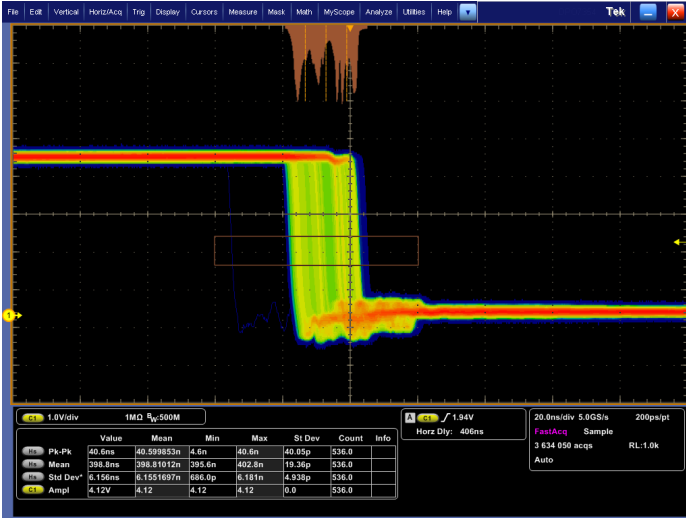 File Edit Vertical Horiz/Acq Trig Display Cursors Measure Mask Math MyScope Analyze Utilities Help Tek
1
C1 1.0V/div 1MΩ BW:500M
A C1 1.94V
Horz Dly: 406ns
20.0ns/div 5.0GS/s 200ps/pt
FastAcq Sample
3 634 050 acqs RL:1.0k
Auto
Value Mean Min Max St Dev Count Info
Hs Pk-Pk 40.6ns 40.599853n 4.6n 40.6n 40.05p 536.0
Hs Mean 398.8ns 398.81012n 395.6n 402.8n 19.36p 536.0
Hs Std Dev* 6.156ns 6.1551697n 686.0p 6.181n 4.938p 536.0
C1 Ampl 4.12V 4.12 4.12 4.12 0.0 536.0